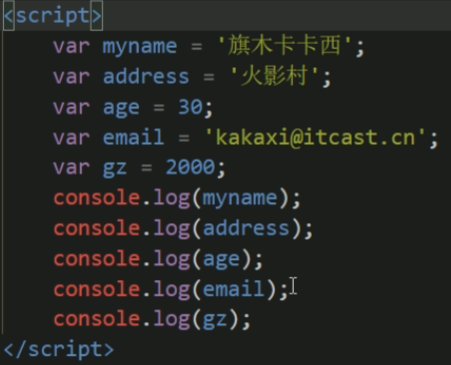 <script>
var myname = '旗木卡卡西';
var address = '火影村';
var age = 30;
var email = 'kakaxi@itcast.cn';
var gz = 2000;
console.log(myname);
console.log(address);
console.log(age);
console.log(email);
console.log(gz);
</script>